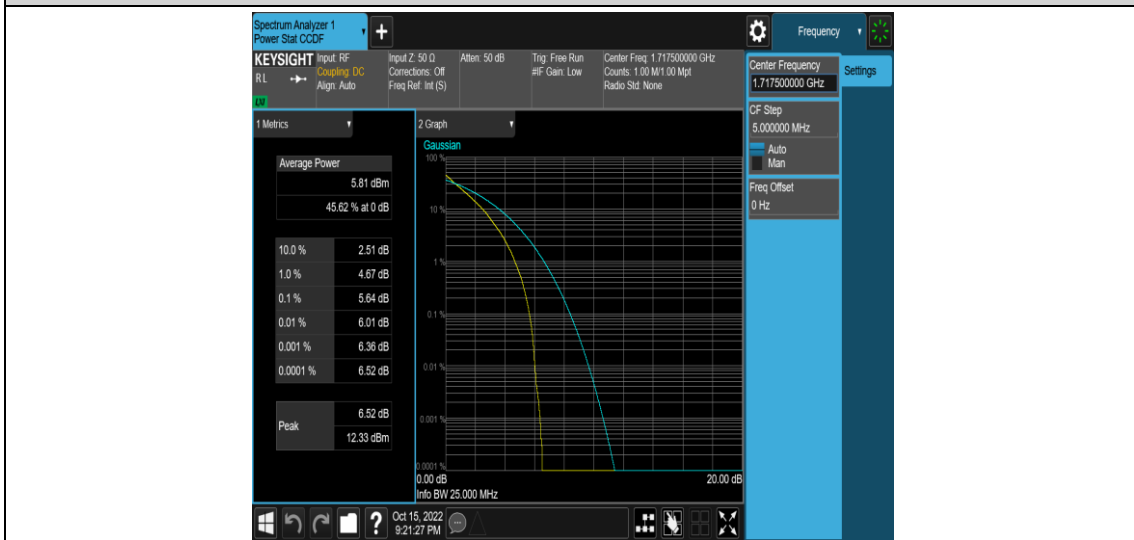 Spectrum Analyzer 1
Power Stat CCDF
+
Frequency
KEYSIGHT
Input: RF
Coupling: DC
Align: Auto
RL
LXI
Input Z: 50 Ω
Corrections: Off
Freq Ref: Int (S)
Atten: 50 dB
Trig: Free Run
#IF Gain: Low
Center Freq: 1.717500000 GHz
Counts: 1.00 M/1.00 Mpt
Radio Std: None
Center Frequency
1.717500000 GHz
Settings
CF Step
5.000000 MHz
Auto
Man
Freq Offset
0 Hz
1 Metrics
Average Power
5.81 dBm
45.62 % at 0 dB
10.0 % 2.51 dB
1.0 % 4.67 dB
0.1 % 5.64 dB
0.01 % 6.01 dB
0.001 % 6.36 dB
0.0001 % 6.52 dB
Peak
6.52 dB
12.33 dBm
2 Graph
Gaussian
100 %
10 %
1 %
0.1 %
0.01 %
0.001 %
0.0001 %
0.00 dB 20.00 dB
Info BW 25.000 MHz
?
Oct 15, 2022
9:21:27 PM